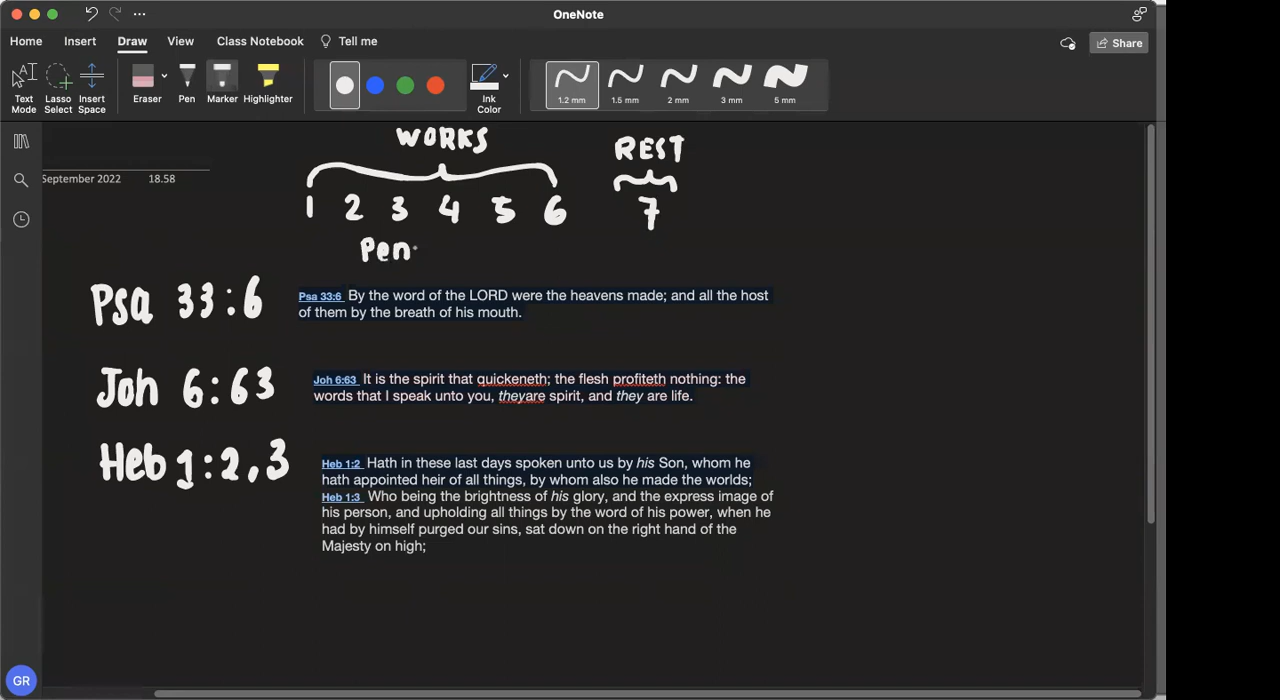 OneNote
Home Insert Draw View Class Notebook Tell me
Share
Text Mode
Lasso Select
Insert Space
Eraser
Pen
Marker
Highlighter
Ink Color
1.2 mm
1.5 mm
2 mm
3 mm
5 mm
September 2022 18.58
WORKS
REST
1 2 3 4 5 6 7
Pen
Psa 33:6
Psa 33:6 By the word of the LORD were the heavens made; and all the host
of them by the breath of his mouth.
Joh 6:63
Joh 6:63 It is the spirit that quickeneth; the flesh profiteth nothing: the
words that I speak unto you, theyare spirit, and they are life.
Heb 1:2,3
Heb 1:2 Hath in these last days spoken unto us by his Son, whom he
hath appointed heir of all things, by whom also he made the worlds;
Heb 1:3 Who being the brightness of his glory, and the express image of
his person, and upholding all things by the word of his power, when he
had by himself purged our sins, sat down on the right hand of the
Majesty on high;
GR